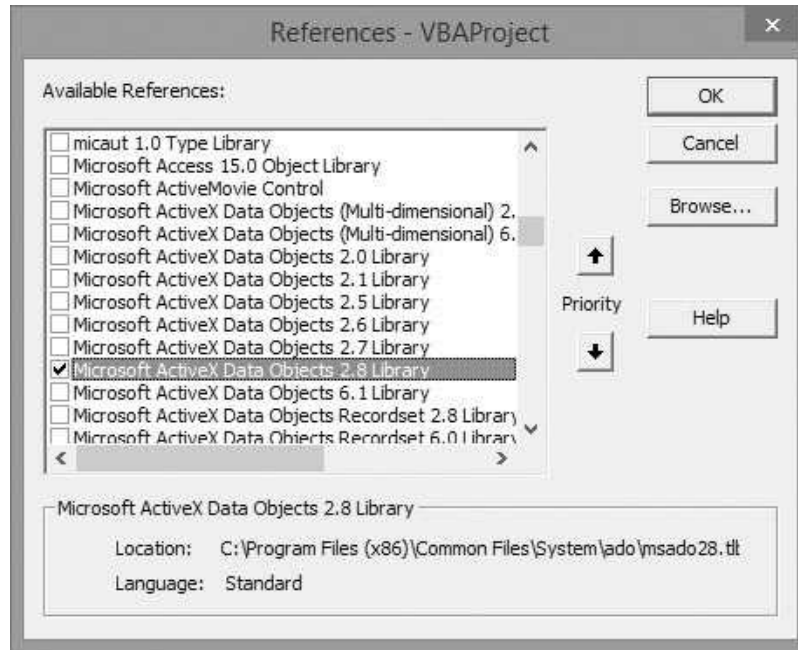 References - VBAProject
×
Available References:
micaut 1.0 Type Library
Microsoft Access 15.0 Object Library
Microsoft ActiveMovie Control
Microsoft ActiveX Data Objects (Multi-dimensional) 2.
Microsoft ActiveX Data Objects (Multi-dimensional) 6.
Microsoft ActiveX Data Objects 2.0 Library
Microsoft ActiveX Data Objects 2.1 Library
Microsoft ActiveX Data Objects 2.5 Library
Microsoft ActiveX Data Objects 2.6 Library
Microsoft ActiveX Data Objects 2.7 Library
Microsoft ActiveX Data Objects 2.8 Library
Microsoft ActiveX Data Objects 6.1 Library
Microsoft ActiveX Data Objects Recordset 2.8 Library
Microsoft ActiveX Data Objects Recordset 6.0 Library
Priority
OK
Cancel
Browse...
Help
Microsoft ActiveX Data Objects 2.8 Library
Location: C:\Program Files (x86)\Common Files\System\ado\msado28.tlb
Language: Standard